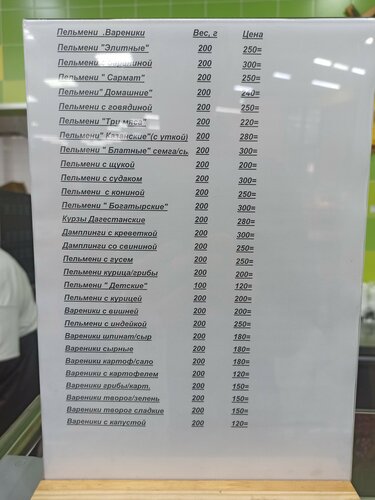 Пельмени .Вареники Вес, г Цена
Пельмени "Элитные" 200 250=
Пельмени с бараниной 200 300=
Пельмени " Сармат" 200 250=
Пельмени" Домашние" 200 240=
Пельмени с говядиной 200 250=
Пельмени "Три мяса" 200 220=
Пельмени" Казанские"(с уткой) 200 280=
Пельмени " Блатные" семга/сь 200 300=
Пельмени с щукой 200 200=
Пельмени с судаком 200 300=
Пельмени с кониной 200 250=
Пельмени " Богатырские" 200 300=
Курзы Дагестанские 200 280=
Дамплинги с креветкой 200 300=
Дамплинги со свининой 200 250=
Пельмени с гусем 200 250=
Пельмени курица/грибы 200 200=
Пельмени " Детские" 100 120=
Пельмени с курицей 200 200=
Вареники с вишней 200 200=
Пельмени с индейкой 200 250=
Вареники шпинат/сыр 200 180=
Вареники сырные 200 180=
Вареники картоф/сало 200 180=
Вареники с картофелем 200 120=
Вареники грибы/карт. 200 150=
Вареники творог/зелень 200 150=
Вареники творог сладкие 200 150=
Вареники с капустой 200 120=